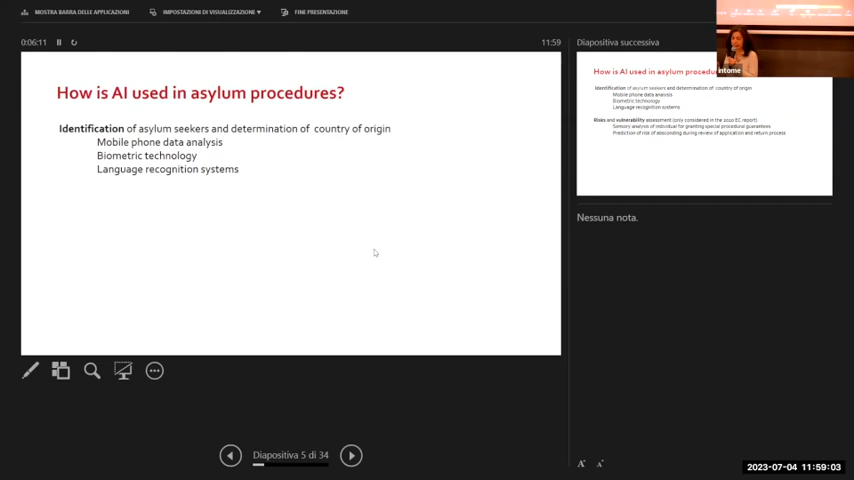 MOSTRA BARRA DELLE APPLICAZIONI
IMPOSTAZIONI DI VISUALIZZAZIONE ▼
FINE PRESENTAZIONE
0:06:11
11:59
How is AI used in asylum procedures?
Identification of asylum seekers and determination of country of origin
Mobile phone data analysis
Biometric technology
Language recognition systems
Diapositiva successiva
intome
How is AI used in asylum procedu
Identification of asylum seekers and determination of country of origin
Mobile phone data analysis
Biometric technology
Language recognition systems
Risks and vulnerability assessment (only considered in the 2020 EC report)
Sensory analysis of individual for granting special procedural guarantees
Prediction of risk of absconding during review of application and return process
Nessuna nota.
Diapositiva 5 di 34
A A
2023-07-04 11:59:03